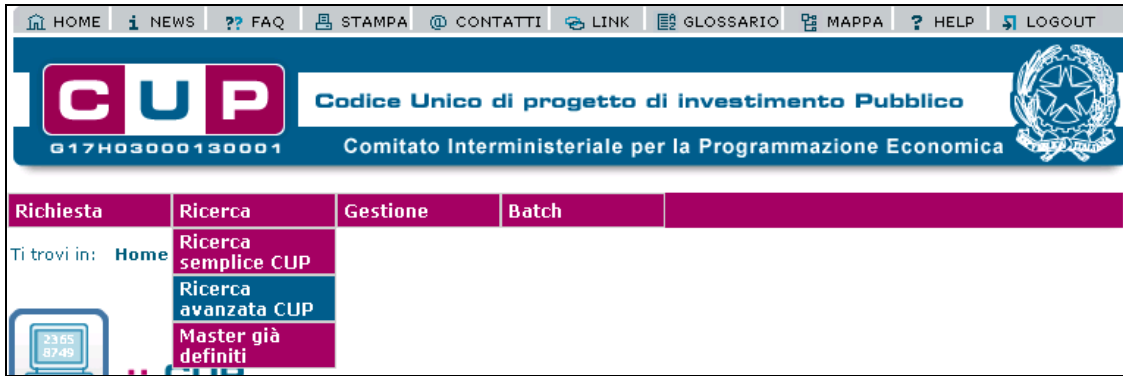 HOME i NEWS ?? FAQ STAMPA @ CONTATTI LINK GLOSSARIO MAPPA ? HELP LOGOUT
CUP
Codice Unico di progetto di investimento Pubblico
G17H03000130001
Comitato Interministeriale per la Programmazione Economica
Richiesta Ricerca Gestione Batch
Ti trovi in: Home
Ricerca
semplice CUP
Ricerca
avanzata CUP
Master già
definiti
2365
8749